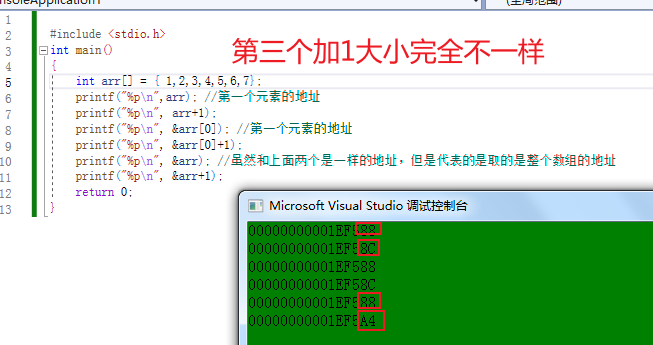 1
2 #include <stdio.h>
3 int main()
4 {
5 int arr[] = { 1,2,3,4,5,6,7};
6 printf("%p\n",arr); //第一个元素的地址
7 printf("%p\n", arr+1);
8 printf("%p\n", &arr[0]); //第一个元素的地址
9 printf("%p\n", &arr[0]+1);
10 printf("%p\n", &arr); //虽然和上面两个是一样的地址，但是代表的是取的是整个数组的地址
11 printf("%p\n", &arr+1);
12 return 0;
13 }
第三个加1大小完全不一样
Microsoft Visual Studio 调试控制台
00000000001EF588
00000000001EF58C
00000000001EF588
00000000001EF58C
00000000001EF588
00000000001EF5A4